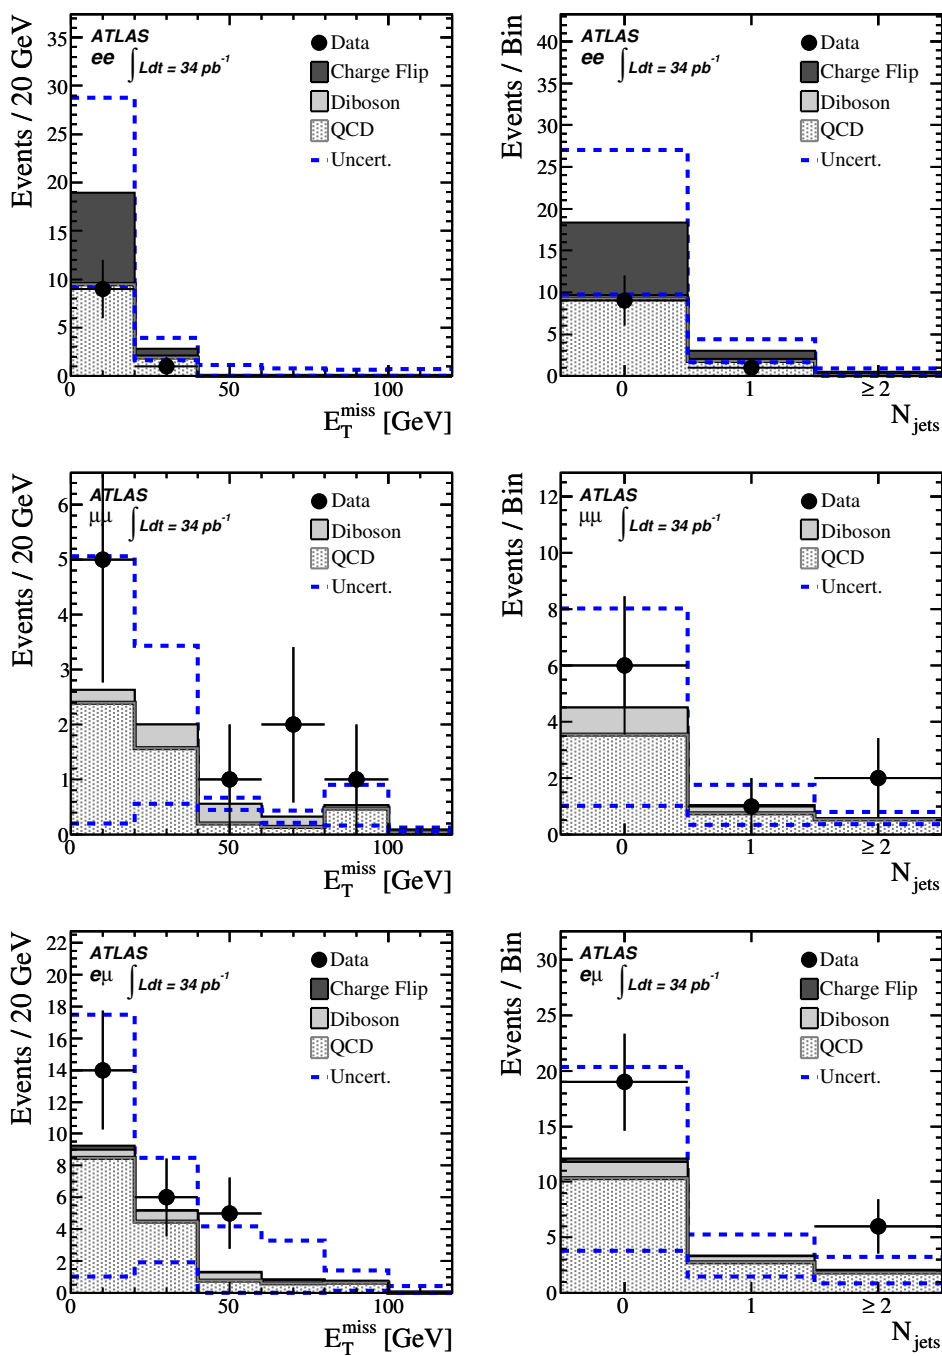 Events / 20 GeV
35
30
25
20
15
10
5
0
ATLAS
ee ∫ Ldt = 34 pb⁻¹
Data
Charge Flip
Diboson
QCD
Uncert.
0 50 100
E_T^miss [GeV]
Events / Bin
40
35
30
25
20
15
10
5
0
ATLAS
ee ∫ Ldt = 34 pb⁻¹
Data
Charge Flip
Diboson
QCD
Uncert.
0 1 ≥ 2
N_jets
Events / 20 GeV
6
5
4
3
2
1
0
ATLAS
μμ ∫ Ldt = 34 pb⁻¹
Data
Diboson
QCD
Uncert.
0 50 100
E_T^miss [GeV]
Events / Bin
12
10
8
6
4
2
0
ATLAS
μμ ∫ Ldt = 34 pb⁻¹
Data
Diboson
QCD
Uncert.
0 1 ≥ 2
N_jets
Events / 20 GeV
22
20
18
16
14
12
10
8
6
4
2
0
ATLAS
eμ ∫ Ldt = 34 pb⁻¹
Data
Charge Flip
Diboson
QCD
Uncert.
0 50 100
E_T^miss [GeV]
Events / Bin
30
25
20
15
10
5
0
ATLAS
eμ ∫ Ldt = 34 pb⁻¹
Data
Charge Flip
Diboson
QCD
Uncert.
0 1 ≥ 2
N_jets